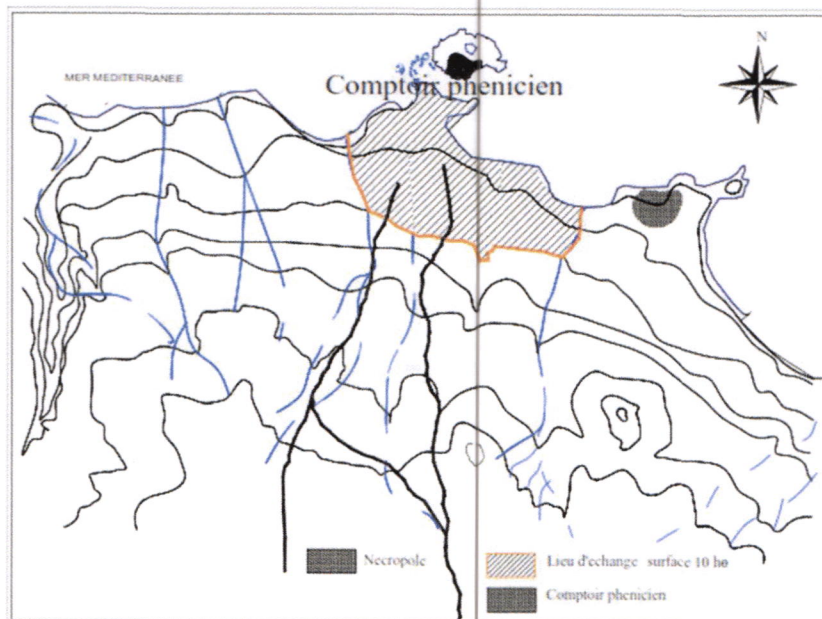 N
MER MEDITERRANEE
Comptoir phenicien
Necropole
Lieu d'echange surface 10 he
Comptoir phenicien